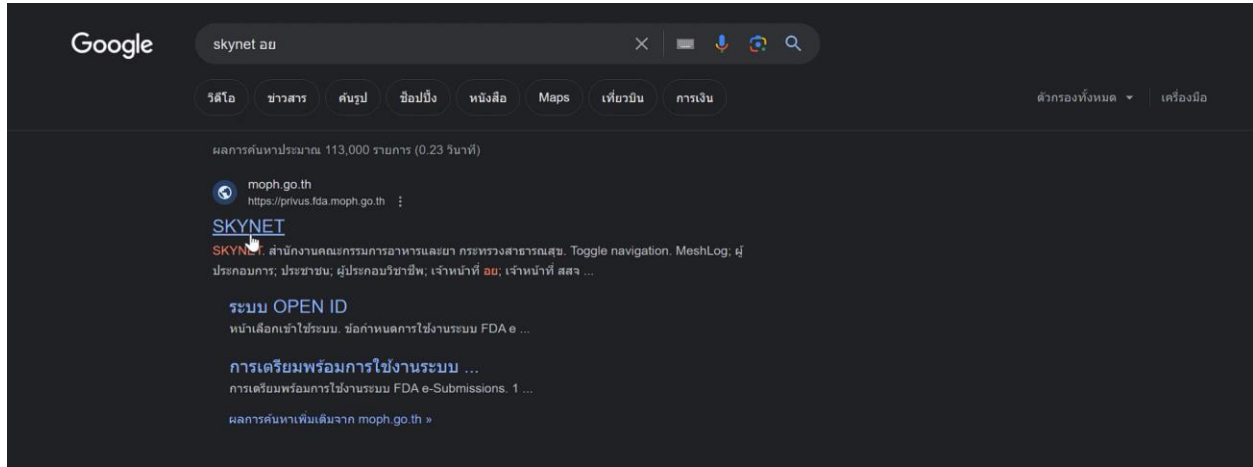 Google
skynet อย
วิดีโอ ข่าวสาร ค้นรูป ช็อปปิ้ง หนังสือ Maps เที่ยวบิน การเงิน ตัวกรองทั้งหมด เครื่องมือ
ผลการค้นหาประมาณ 113,000 รายการ (0.23 วินาที)
moph.go.th
https://privus.fda.moph.go.th
SKYNET
SKYNET. สำนักงานคณะกรรมการอาหารและยา กระทรวงสาธารณสุข. Toggle navigation. MeshLog; ผู้
ประกอบการ; ประชาชน; ผู้ประกอบวิชาชีพ; เจ้าหน้าที่ อย; เจ้าหน้าที่ สสจ ...
ระบบ OPEN ID
หน้าเลือกเข้าใช้ระบบ. ข้อกำหนดการใช้งานระบบ FDA e ...
การเตรียมพร้อมการใช้งานระบบ ...
การเตรียมพร้อมการใช้งานระบบ FDA e-Submissions. 1 ...
ผลการค้นหาเพิ่มเติมจาก moph.go.th »